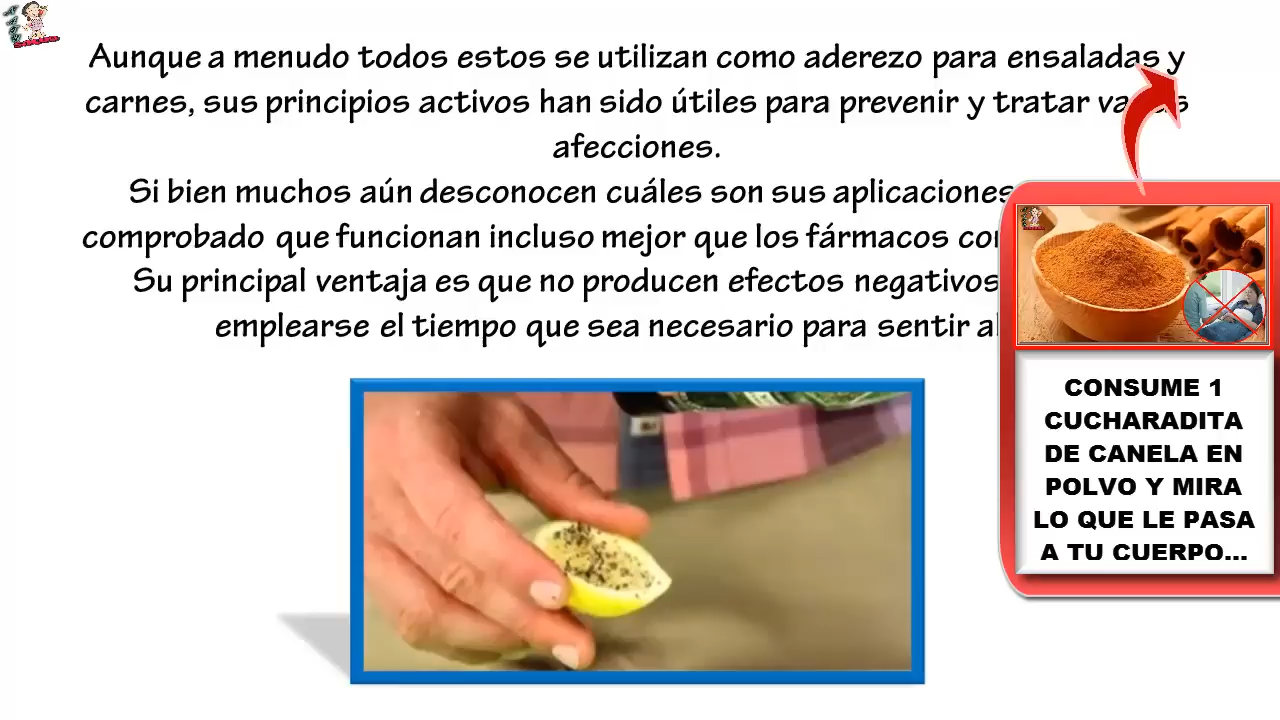 Aunque a menudo todos estos se utilizan como aderezo para ensaladas y
carnes, sus principios activos han sido útiles para prevenir y tratar
afecciones.
Si bien muchos aún desconocen cuáles son sus aplicaciones
comprobado que funcionan incluso mejor que los fármacos
Su principal ventaja es que no producen efectos negativos
emplearse el tiempo que sea necesario para sentir
CONSUME 1
CUCHARADITA
DE CANELA EN
POLVO Y MIRA
LO QUE LE PASA
A TU CUERPO...